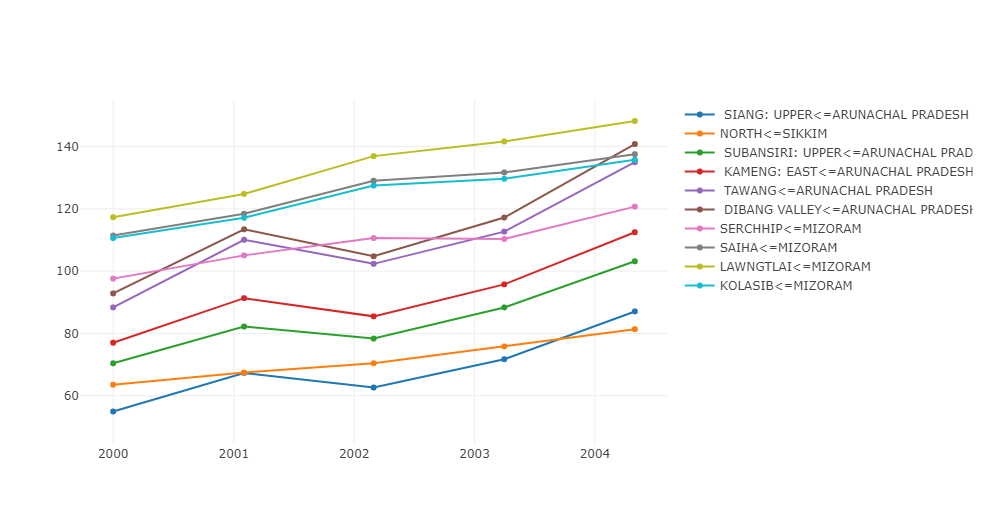 140
120
100
80
60
2000 2001 2002 2003 2004
SIANG: UPPER<=ARUNACHAL PRADESH
NORTH<=SIKKIM
SUBANSIRI: UPPER<=ARUNACHAL PRAD
KAMENG: EAST<=ARUNACHAL PRADESH
TAWANG<=ARUNACHAL PRADESH
DIBANG VALLEY<=ARUNACHAL PRADESH
SERCHHIP<=MIZORAM
SAIHA<=MIZORAM
LAWNGTLAI<=MIZORAM
KOLASIB<=MIZORAM